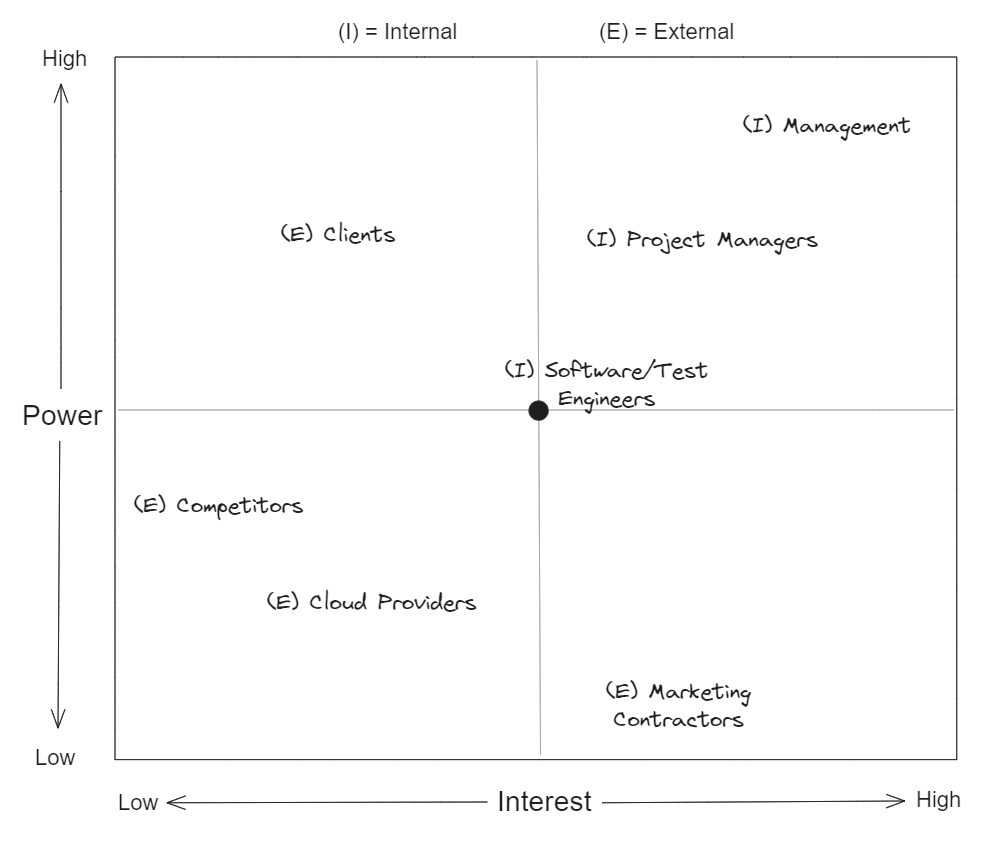 (I) = Internal
(E) = External
High
(I) Management
(E) Clients
(I) Project Managers
(I) Software/Test
Engineers
Power
(E) Competitors
(E) Cloud Providers
(E) Marketing
Contractors
Low
Low
Interest
High